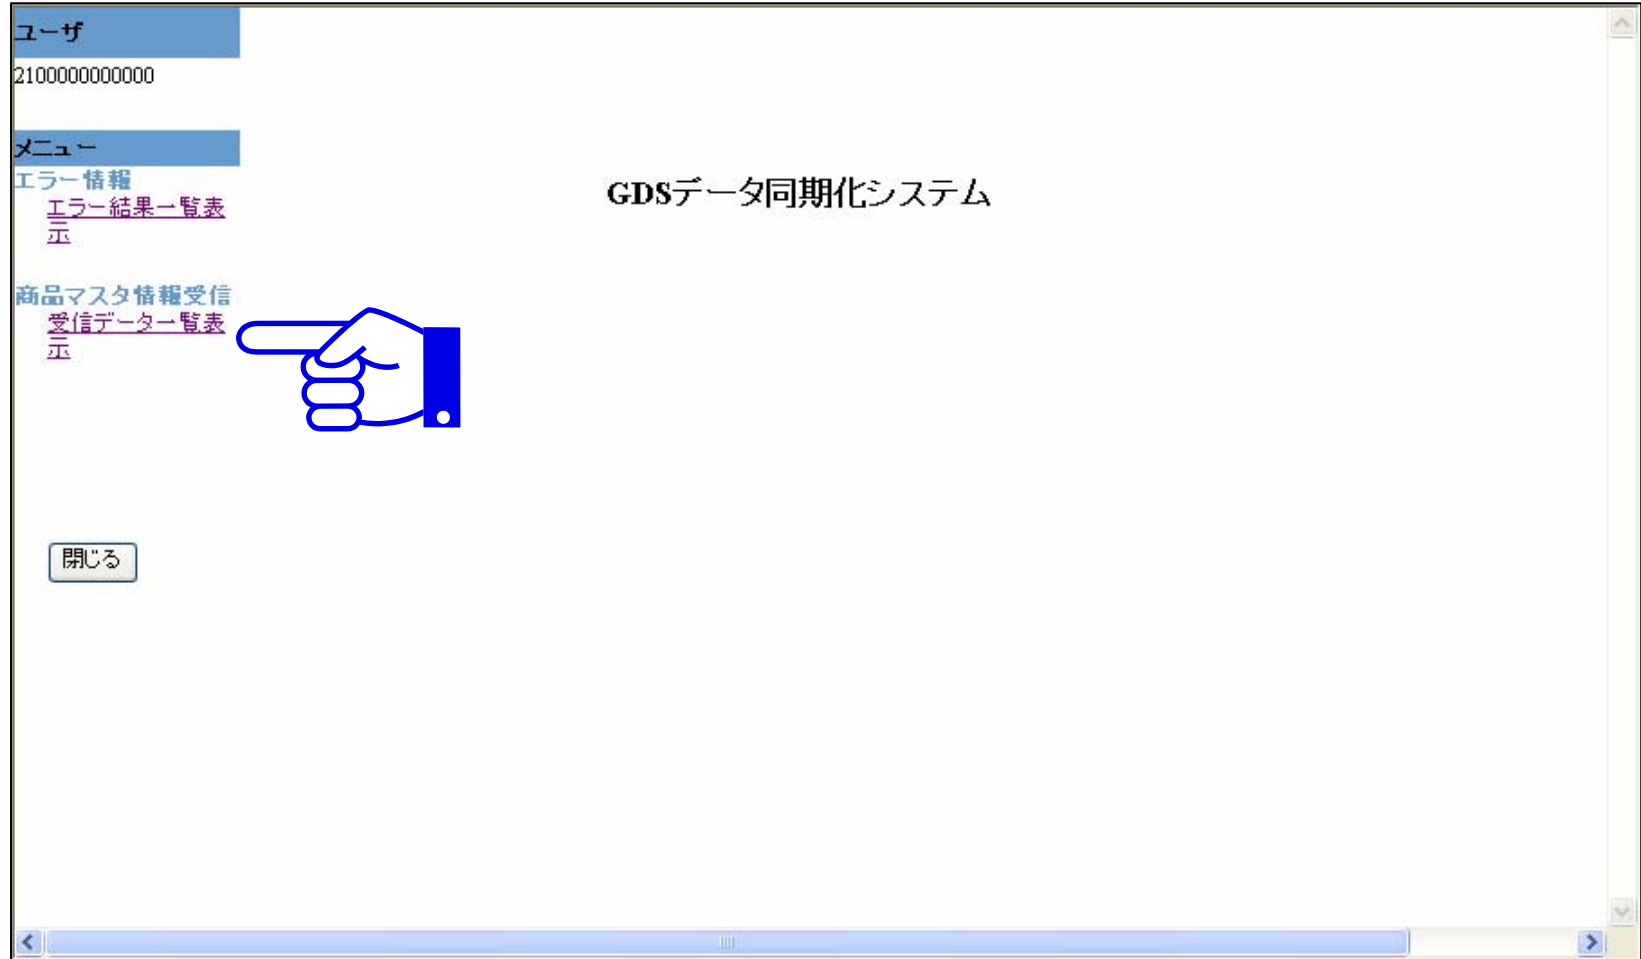 ユーザ
2100000000000
メニュー
エラー情報
エラー結果一覧表
示
GDSデータ同期化システム
商品マスタ情報受信
受信データ一覧表
示
閉じる